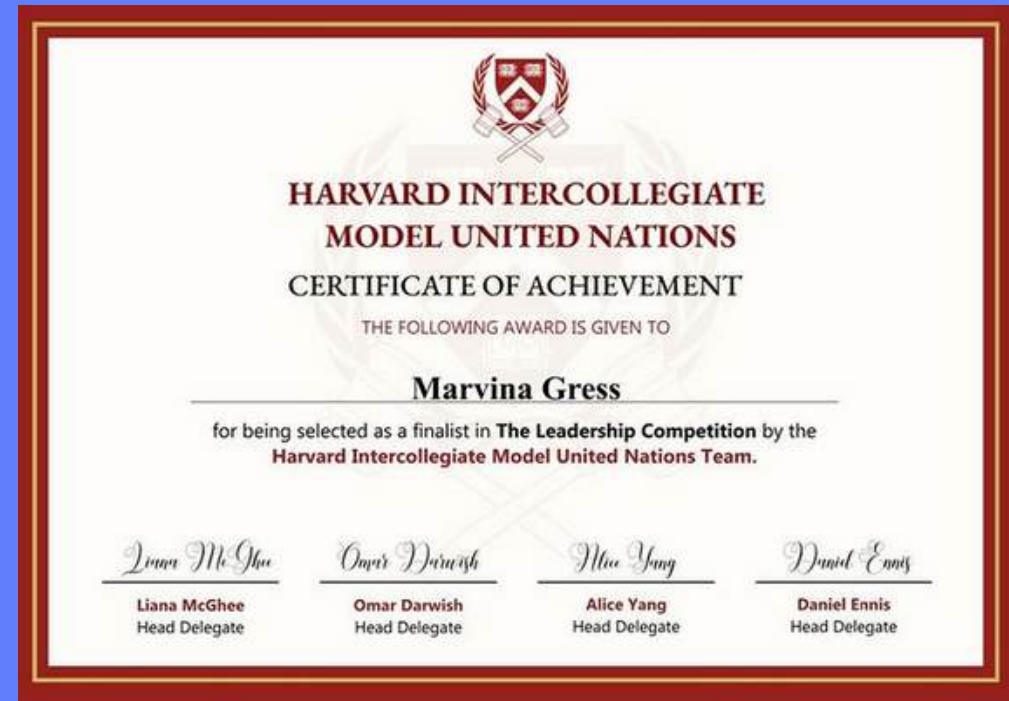 HARVARD INTERCOLLEGIATE
MODEL UNITED NATIONS
CERTIFICATE OF ACHIEVEMENT
THE FOLLOWING AWARD IS GIVEN TO
Marvina Gress
for being selected as a finalist in The Leadership Competition by the
Harvard Intercollegiate Model United Nations Team.
Liana McGhee Omar Darwish Alice Yang Daniel Ennis
Liana McGhee Omar Darwish Alice Yang Daniel Ennis
Head Delegate Head Delegate Head Delegate Head Delegate